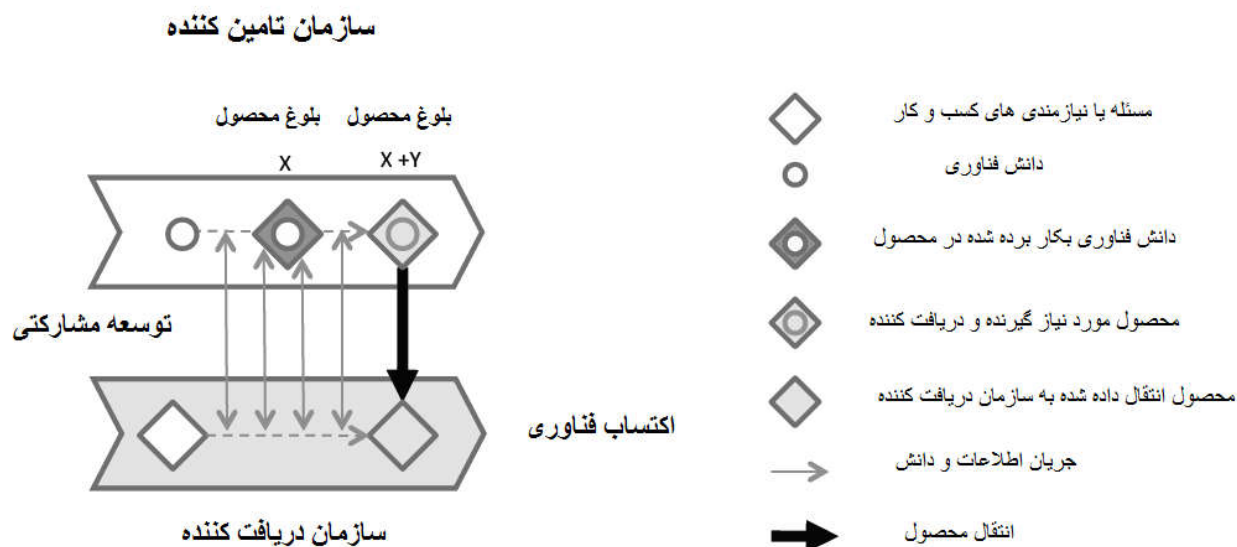 سازمان تامین کننده
بلوغ محصول
بلوغ محصول
X
X +Y
توسعه مشارکتی
اکتساب فناوری
سازمان دریافت کننده
مسئله یا نیازمندی های کسب و کار
دانش فناوری
دانش فناوری بکار برده شده در محصول
محصول مورد نیاز گیرنده و دریافت کننده
محصول انتقال داده شده به سازمان دریافت کننده
جریان اطلاعات و دانش
انتقال محصول